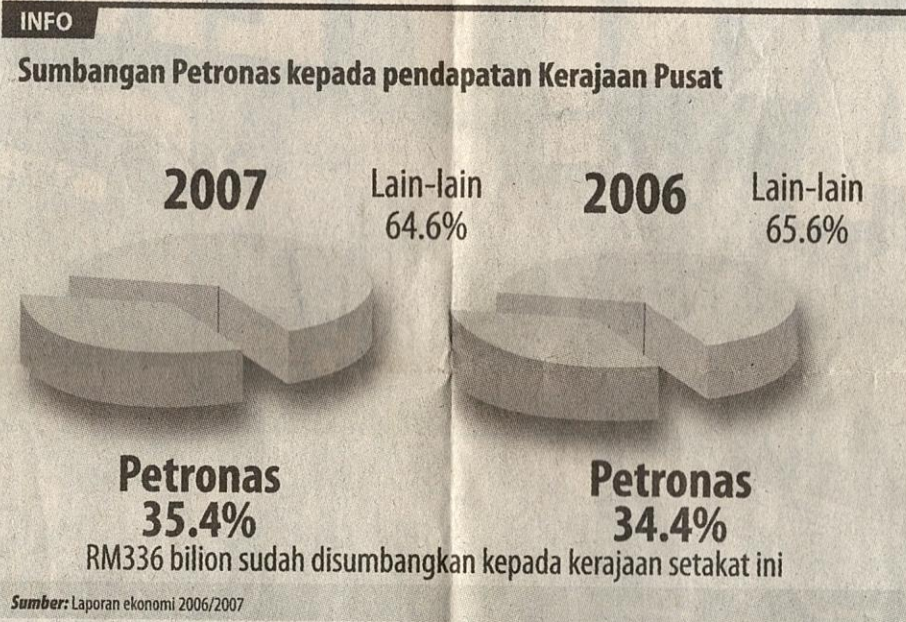 INFO
Sumbangan Petronas kepada pendapatan Kerajaan Pusat
2007
Lain-lain
64.6%
Petronas
35.4%
2006
Lain-lain
65.6%
Petronas
34.4%
RM336 bilion sudah disumbangkan kepada kerajaan setakat ini
Sumber: Laporan ekonomi 2006/2007